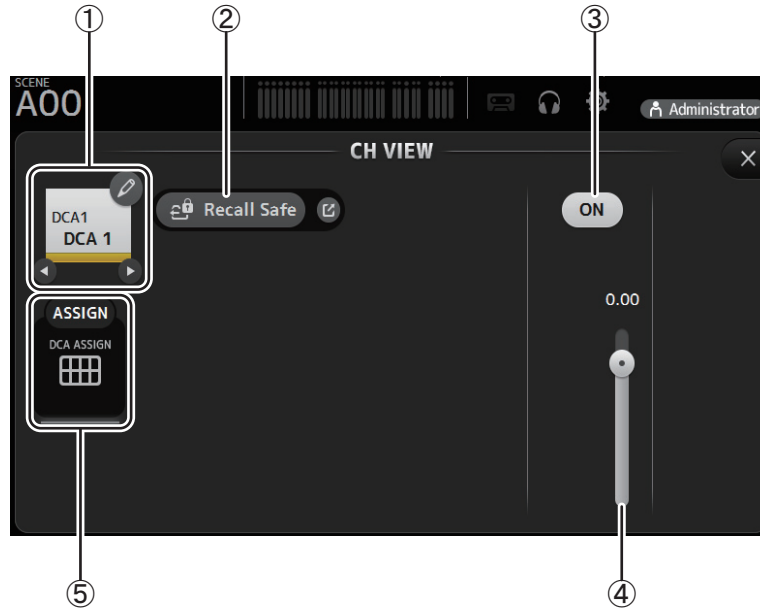 ① ② ③
SCENE
A00
Administrator
CH VIEW
DCA1
DCA 1
Recall Safe
ON
0.00
ASSIGN
DCA ASSIGN
⑤ ④